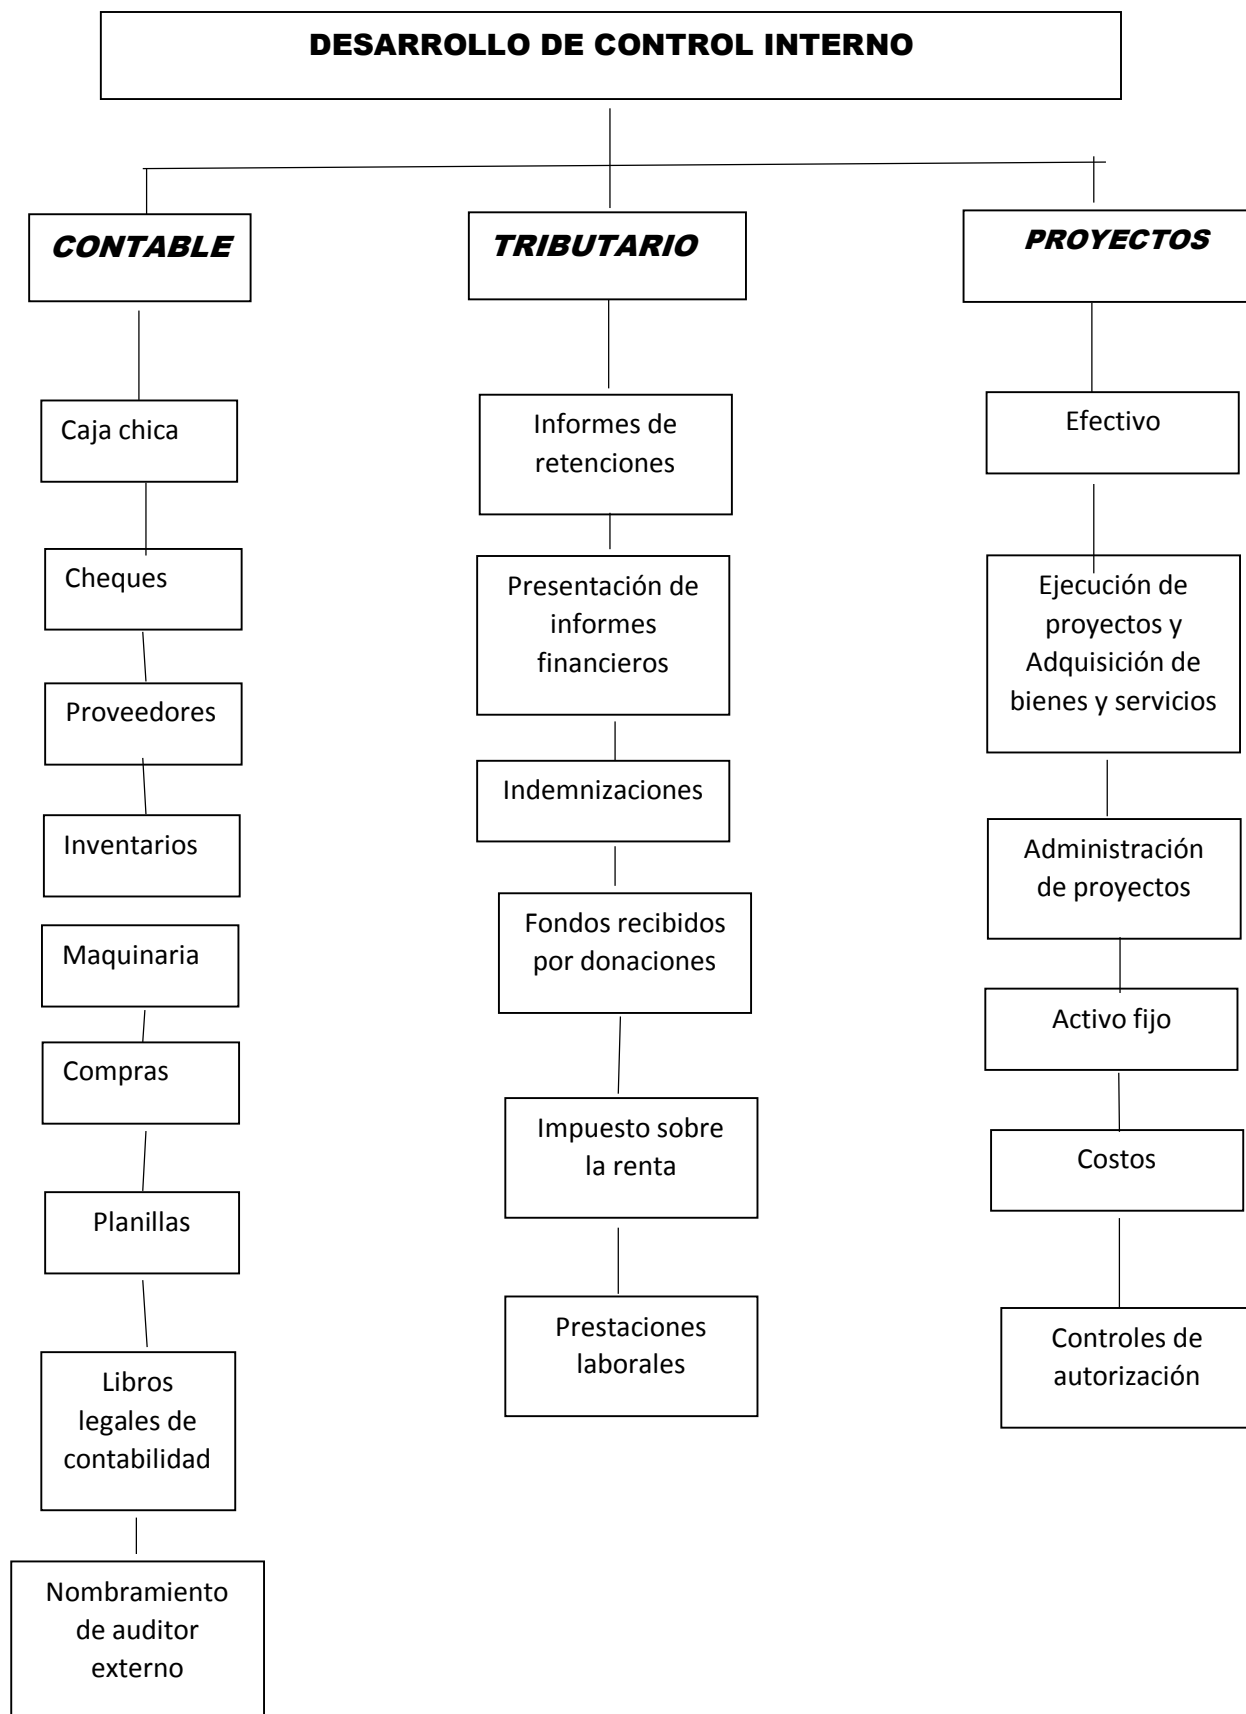 DESARROLLO DE CONTROL INTERNO
CONTABLE
Caja chica
Cheques
Proveedores
Inventarios
Maquinaria
Compras
Planillas
Libros
legales de
contabilidad
Nombramiento
de auditor
externo
TRIBUTARIO
Informes de
retenciones
Presentación de
informes
financieros
Indemnizaciones
Fondos recibidos
por donaciones
Impuesto sobre
la renta
Prestaciones
laborales
PROYECTOS
Efectivo
Ejecución de
proyectos y
Adquisición de
bienes y servicios
Administración
de proyectos
Activo fijo
Costos
Controles de
autorización